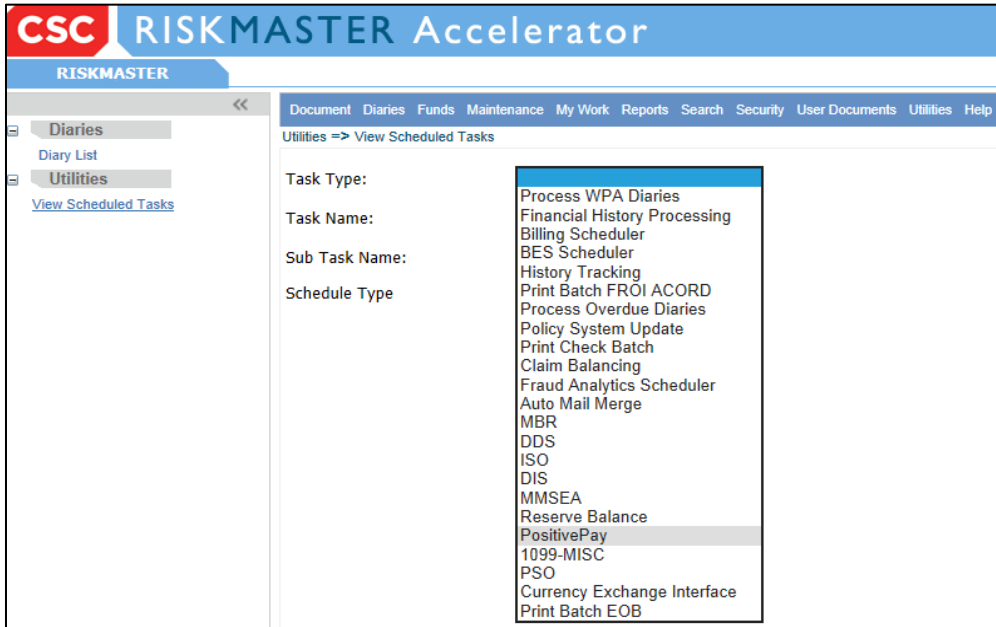 CSC RISKMASTER Accelerator
RISKMASTER
Document Diaries Funds Maintenance My Work Reports Search Security User Documents Utilities Help
Utilities => View Scheduled Tasks
Diaries
Diary List
Utilities
View Scheduled Tasks
Task Type:
Task Name:
Sub Task Name:
Schedule Type
Process WPA Diaries
Financial History Processing
Billing Scheduler
BES Scheduler
History Tracking
Print Batch FROI ACORD
Process Overdue Diaries
Policy System Update
Print Check Batch
Claim Balancing
Fraud Analytics Scheduler
Auto Mail Merge
MBR
DDS
ISO
DIS
MMSEA
Reserve Balance
PositivePay
1099-MISC
PSO
Currency Exchange Interface
Print Batch EOB